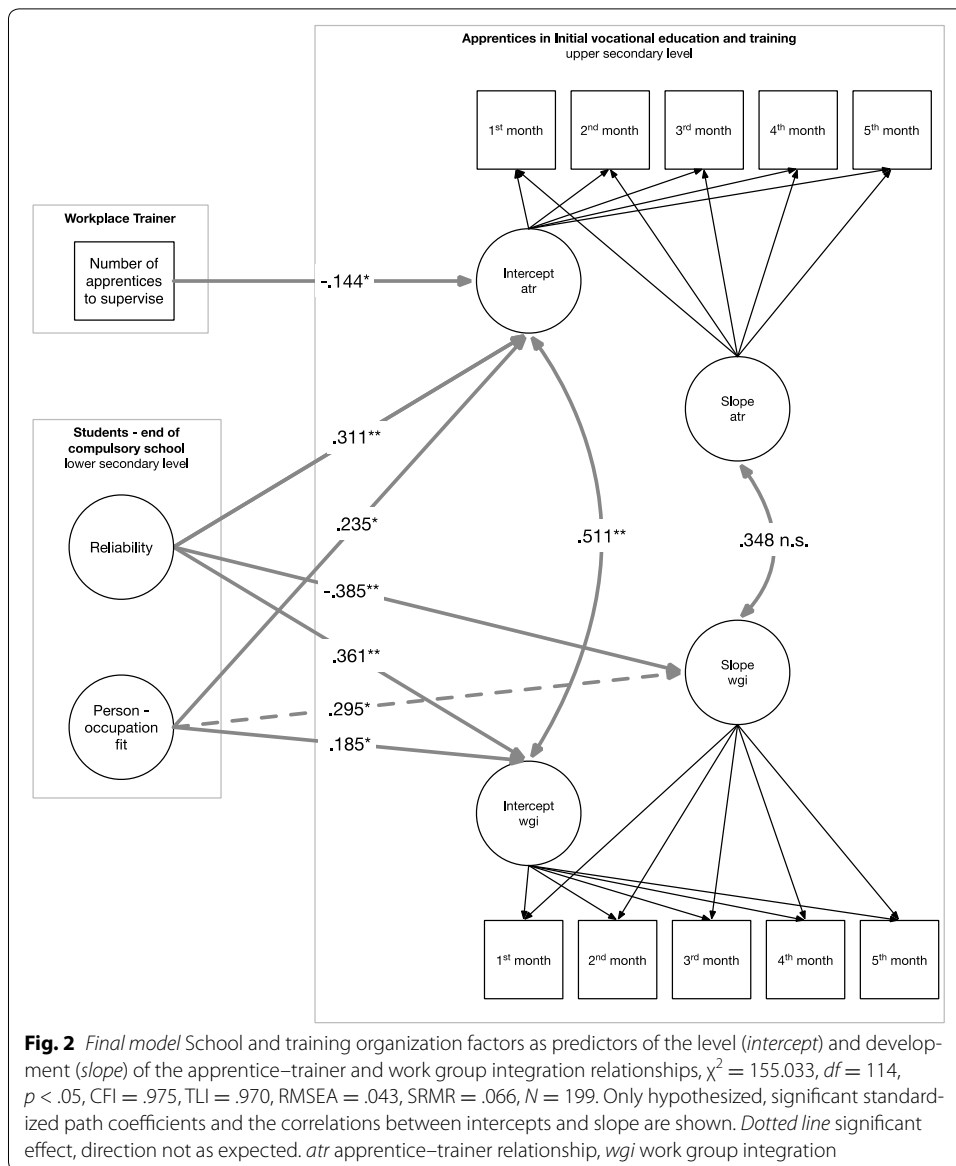 Apprentices in Initial vocational education and training
upper secondary level
1st month
2nd month
3rd month
4th month
5th month
Workplace Trainer
Number of
apprentices
to supervise
-.144*
Intercept
atr
Slope
atr
Students - end of
compulsory school
lower secondary level
.311**
Reliability
.235*
.511**
.348 n.s.
-.385**
.361**
Slope
wgi
Person -
occupation
fit
.295*
.185*
Intercept
wgi
1st month
2nd month
3rd month
4th month
5th month
Fig. 2 Final model School and training organization factors as predictors of the level (intercept) and develop-
ment (slope) of the apprentice–trainer and work group integration relationships, χ² = 155.033, df = 114,
p < .05, CFI = .975, TLI = .970, RMSEA = .043, SRMR = .066, N = 199. Only hypothesized, significant standard-
ized path coefficients and the correlations between intercepts and slope are shown. Dotted line significant
effect, direction not as expected. atr apprentice–trainer relationship, wgi work group integration